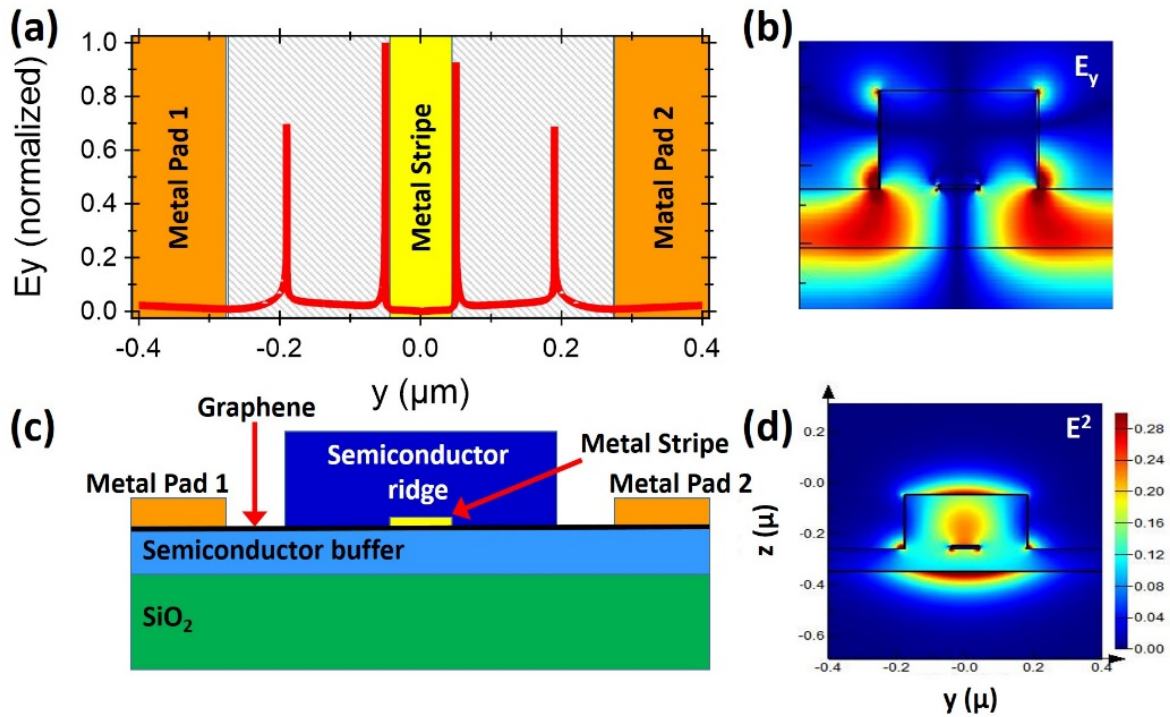 (a)
Ey (normalized)
1.0
0.8
0.6
0.4
0.2
0.0
Metal Pad 1
Metal Stripe
Matal Pad 2
-0.4
-0.2
0.0
0.2
0.4
y (µm)
(b)
Ey
(c)
Graphene
Metal Pad 1
Semiconductor
ridge
Metal Stripe
Metal Pad 2
Semiconductor buffer
SiO2
(d)
E2
z (µ)
0.2
-0.0
-0.2
-0.4
-0.6
-0.4
-0.2
-0.0
0.2
0.4
y (µ)
0.28
0.24
0.20
0.16
0.12
0.08
0.04
0.00